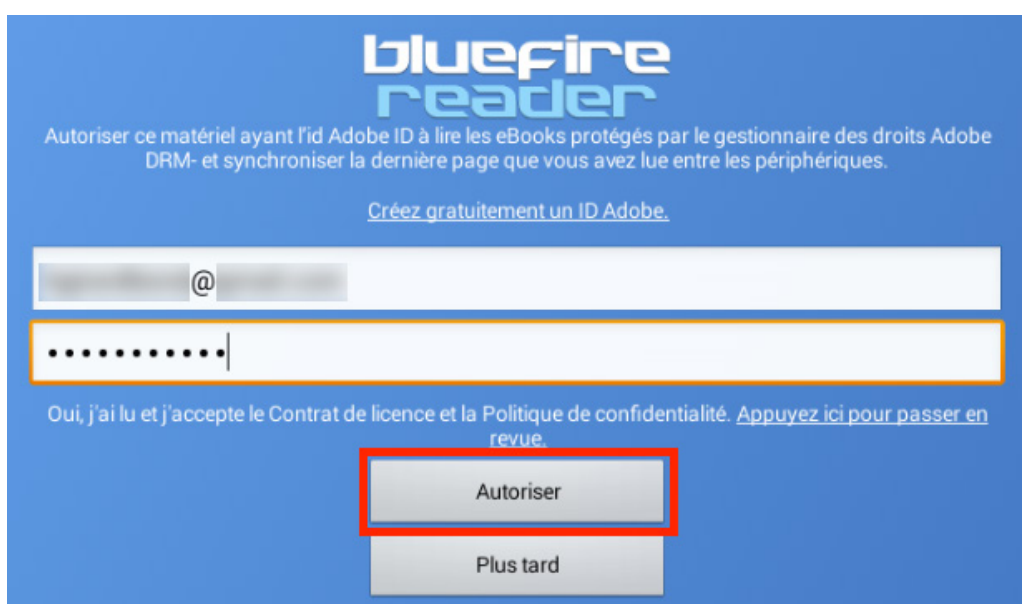 bluefire
reader
Autoriser ce matériel ayant l'id Adobe ID à lire les eBooks protégés par le gestionnaire des droits Adobe
DRM- et synchroniser la dernière page que vous avez lue entre les périphériques.
Créez gratuitement un ID Adobe.
@
•••••••••••
Oui, j'ai lu et j'accepte le Contrat de licence et la Politique de confidentialité. Appuyez ici pour passer en
revue.
Autoriser
Plus tard